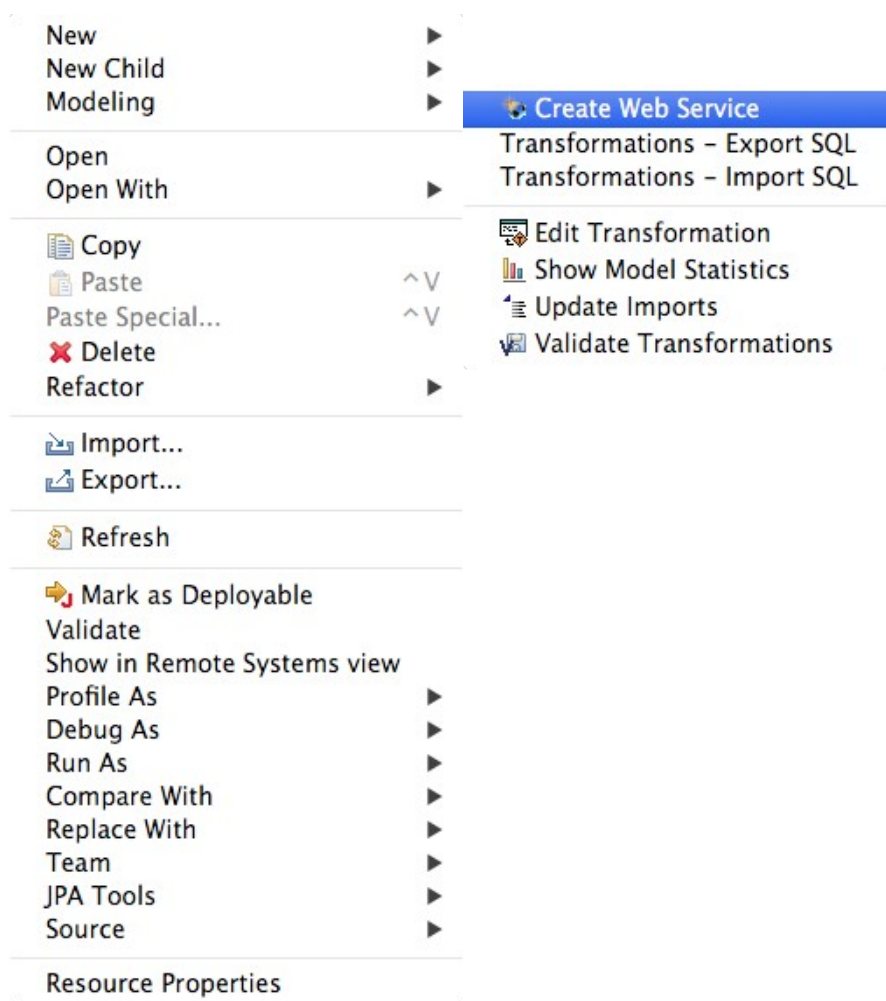 New
New Child
Modeling
Open
Open With
Copy
Paste ^V
Paste Special... ^V
Delete
Refactor
Import...
Export...
Refresh
Mark as Deployable
Validate
Show in Remote Systems view
Profile As
Debug As
Run As
Compare With
Replace With
Team
JPA Tools
Source
Resource Properties
Create Web Service
Transformations – Export SQL
Transformations – Import SQL
Edit Transformation
Show Model Statistics
Update Imports
Validate Transformations